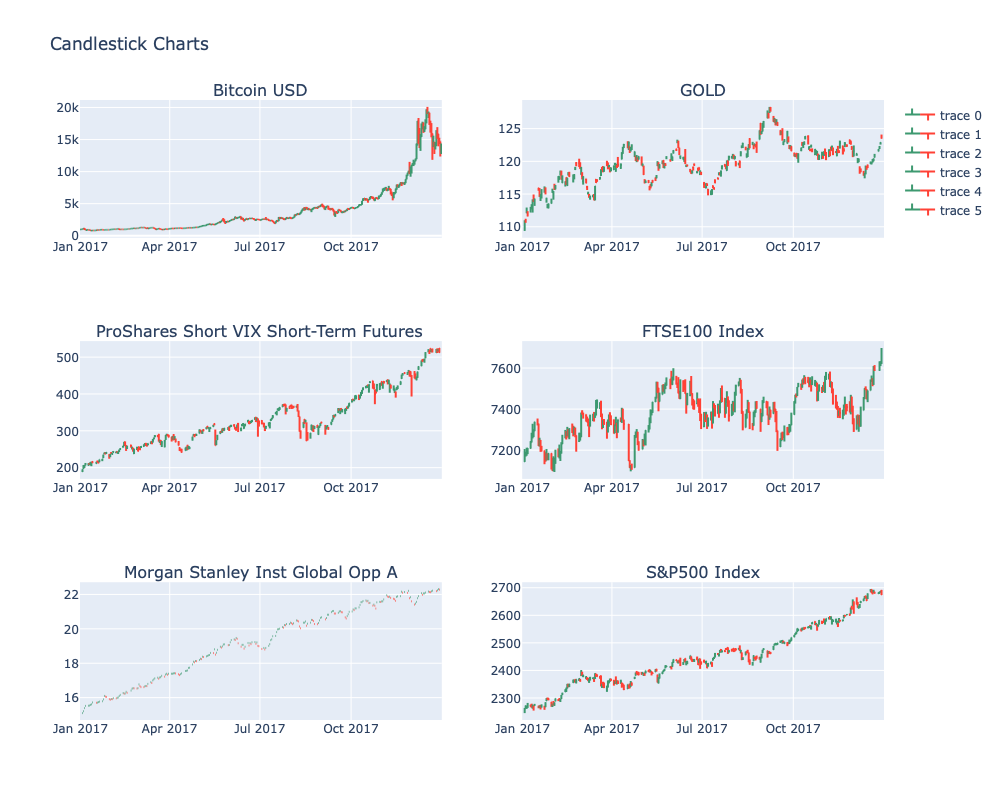 Candlestick Charts
Bitcoin USD
20k
15k
10k
5k
0
Jan 2017 Apr 2017 Jul 2017 Oct 2017
GOLD
125
120
115
110
Jan 2017 Apr 2017 Jul 2017 Oct 2017
trace 0
trace 1
trace 2
trace 3
trace 4
trace 5
ProShares Short VIX Short-Term Futures
500
400
300
200
Jan 2017 Apr 2017 Jul 2017 Oct 2017
FTSE100 Index
7600
7400
7200
Jan 2017 Apr 2017 Jul 2017 Oct 2017
Morgan Stanley Inst Global Opp A
22
20
18
16
Jan 2017 Apr 2017 Jul 2017 Oct 2017
S&P500 Index
2700
2600
2500
2400
2300
Jan 2017 Apr 2017 Jul 2017 Oct 2017